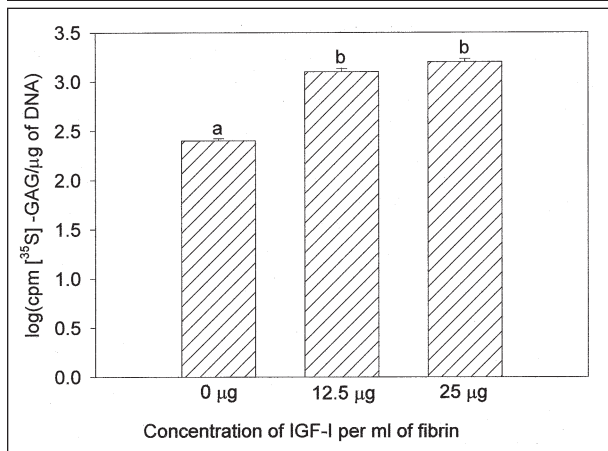 log(cpm [³⁵S] -GAG/µg of DNA)
3.5
3.0
2.5
2.0
1.5
1.0
0.5
0.0
a
b
b
0 µg
12.5 µg
25 µg
Concentration of IGF-I per ml of fibrin